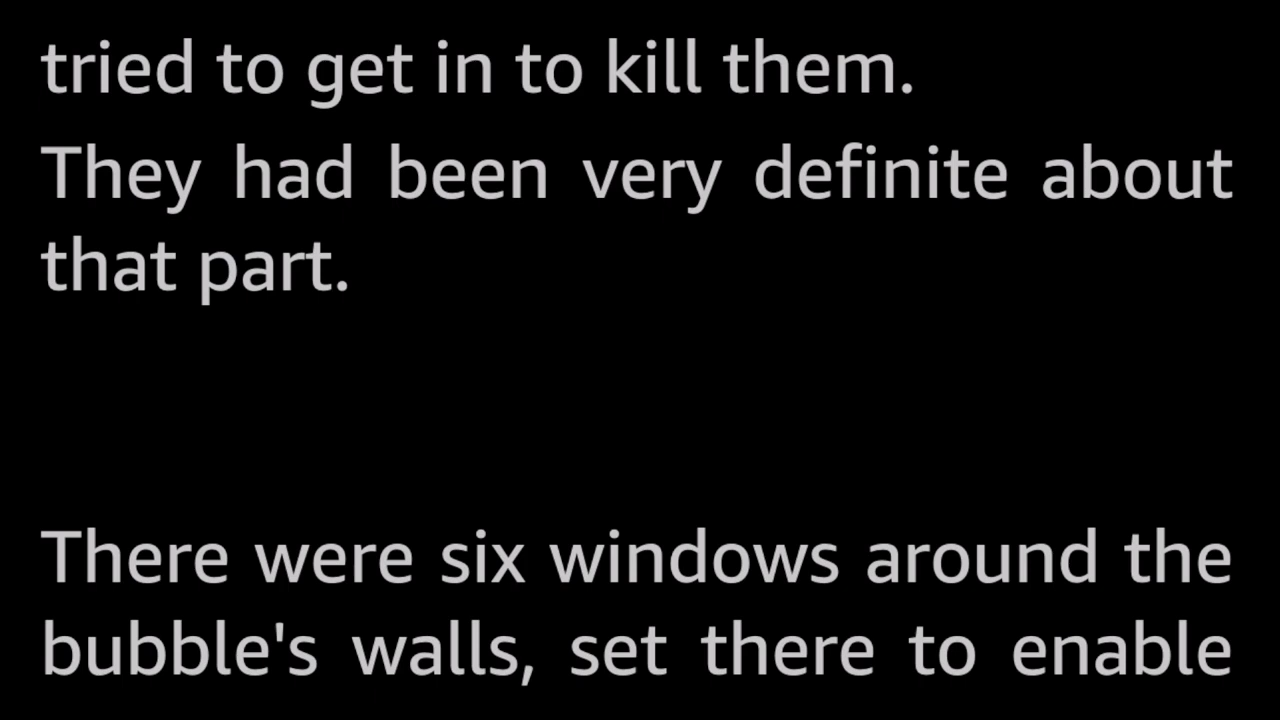 tried to get in to kill them.
They had been very definite about
that part.
There were six windows around the
bubble's walls, set there to enable